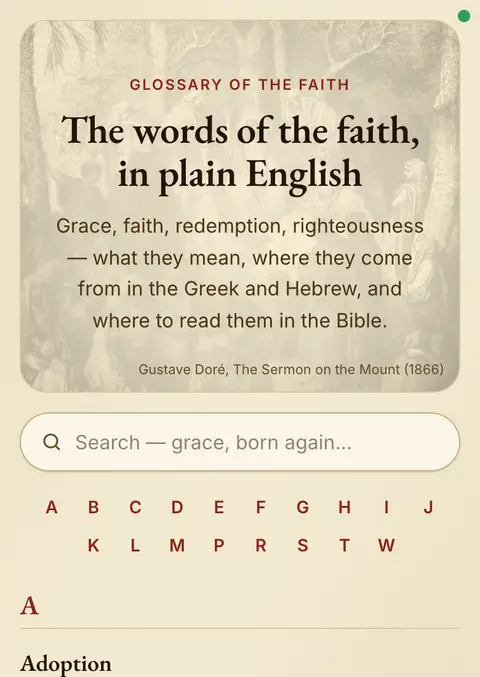 GLOSSARY OF THE FAITH
The words of the faith,
in plain English
Grace, faith, redemption, righteousness
— what they mean, where they come
from in the Greek and Hebrew, and
where to read them in the Bible.
Gustave Doré, The Sermon on the Mount (1866)
Search — grace, born again...
A B C D E F G H I J
K L M P R S T W
A
Adoption